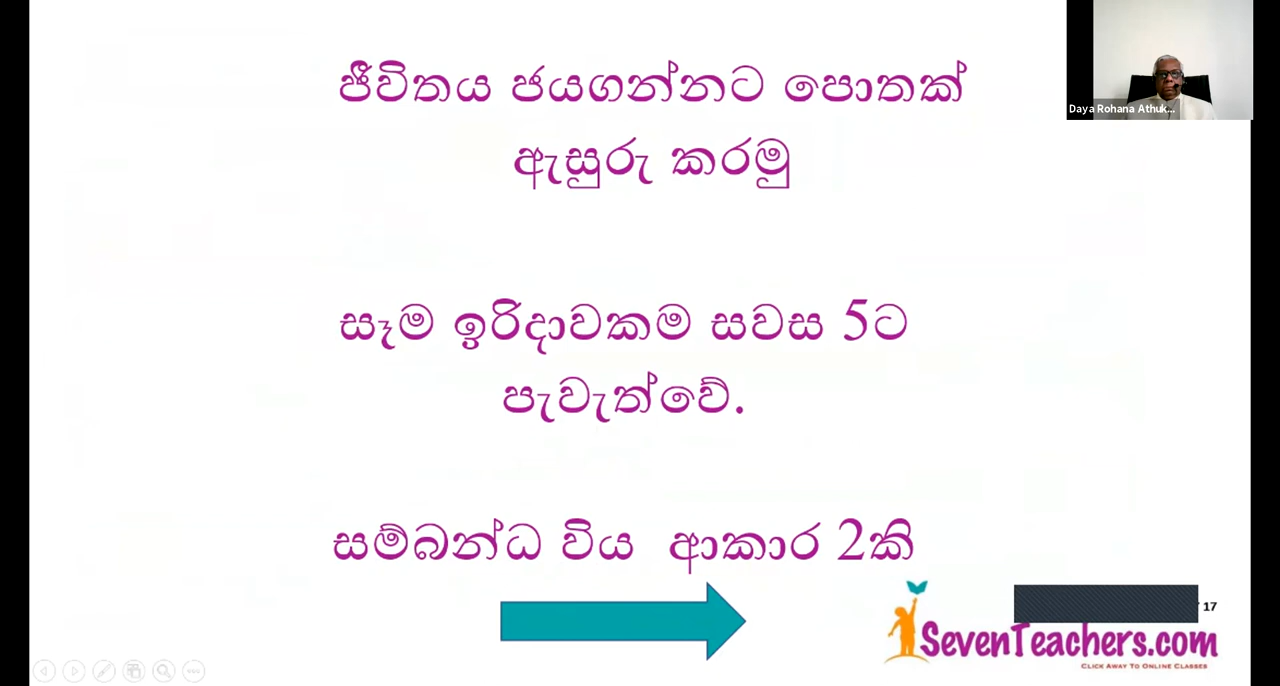 ජීවිතය ජයගන්නට පොතක්
ඇසුරු කරමු
Daya Rohana Athuk...
සෑම ඉරිදාවකම සවස 5ට
පැවැත්වේ.
සම්බන්ධ විය ආකාර 2කි
17
SevenTeachers.com
CLICK AWAY TO ONLINE CLASSES